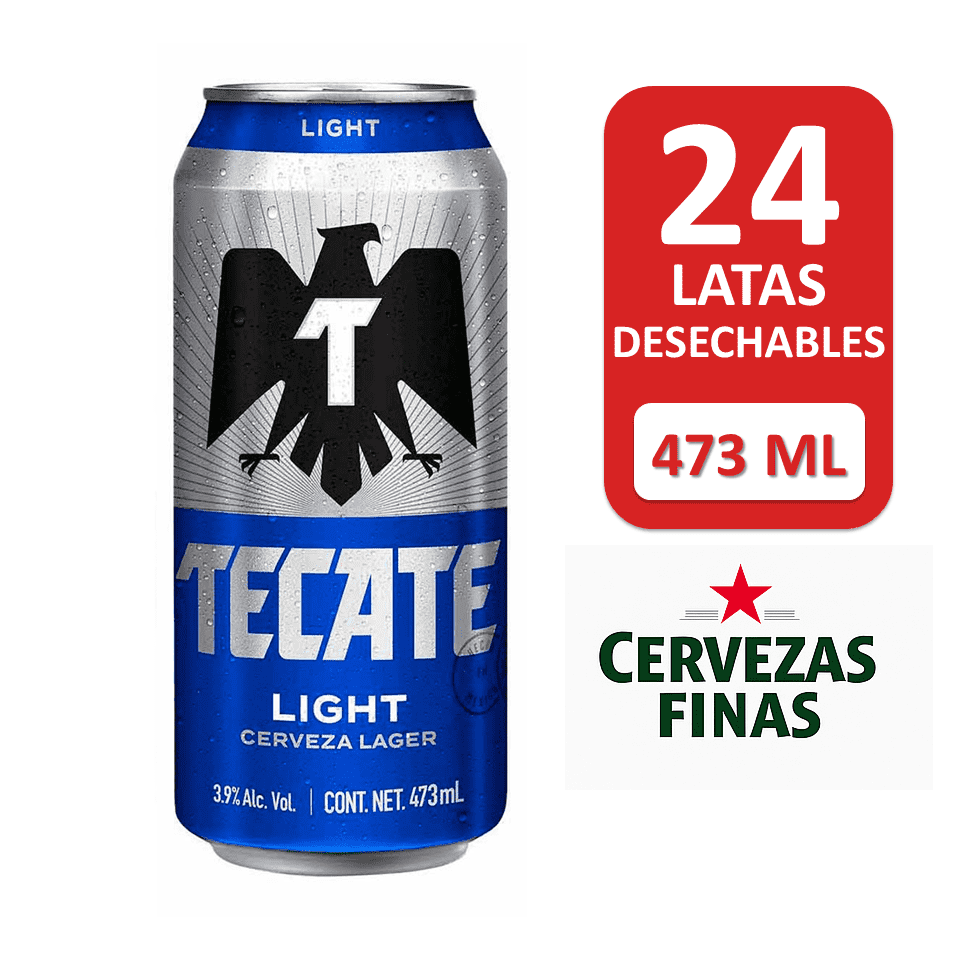 LIGHT
T
TECATE
LIGHT
CERVEZA LAGER
3.9% Alc. Vol. | CONT. NET. 473mL
24
LATAS
DESECHABLES
473 ML
CERVEZAS
FINAS